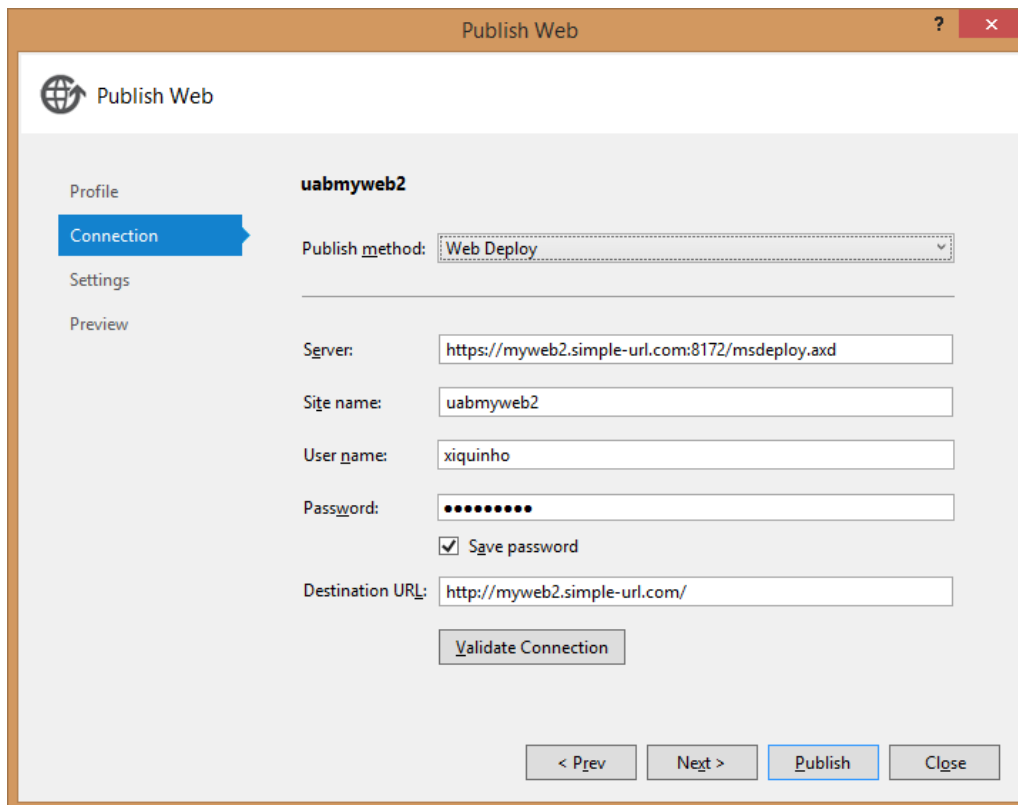 Publish Web
?
×
Publish Web
Profile
Connection
Settings
Preview
uabmyweb2
Publish method: Web Deploy
Server: https://myweb2.simple-url.com:8172/msdeploy.axd
Site name: uabmyweb2
User name: xiquinho
Password: •••••••••
Save password
Destination URL: http://myweb2.simple-url.com/
Validate Connection
< Prev Next > Publish Close